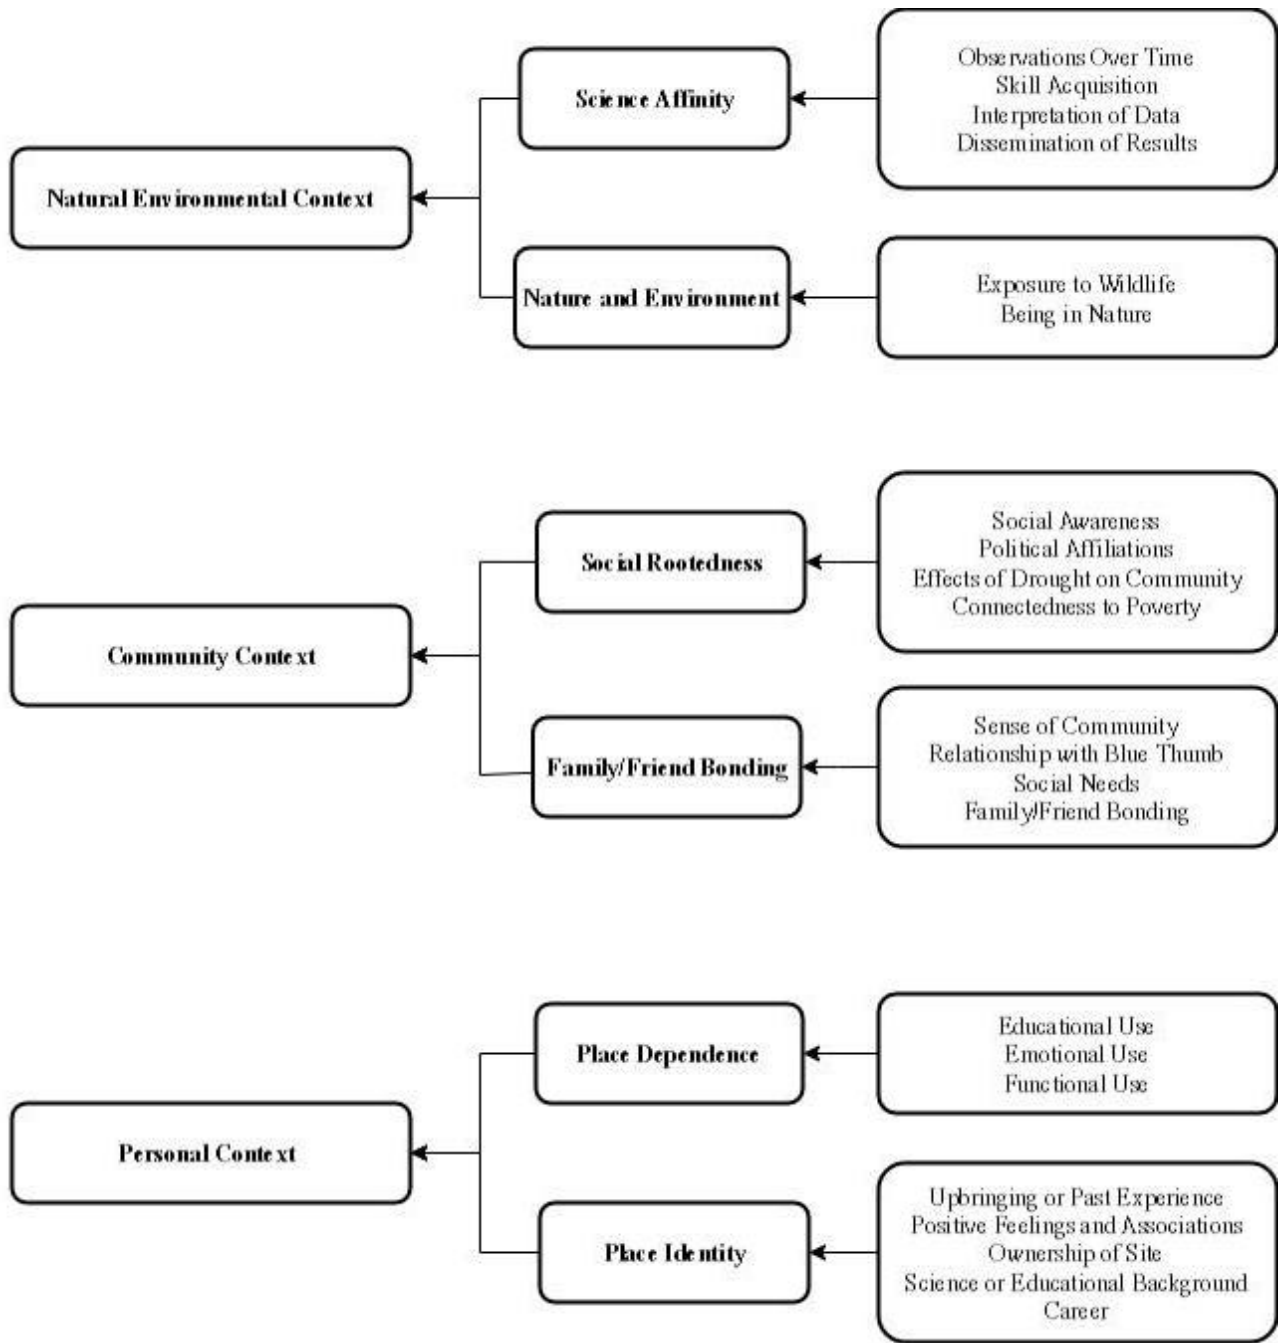 Observations Over Time
Skill Acquisition
Interpretation of Data
Dissemination of Results
Science Affinity
Natural Environmental Context
Nature and Environment
Exposure to Wildlife
Being in Nature
Social Awareness
Political Affiliations
Effects of Drought on Community
Connectedness to Poverty
Social Rootedness
Community Context
Family/Friend Bonding
Sense of Community
Relationship with Blue Thumb
Social Needs
Family/Friend Bonding
Educational Use
Emotional Use
Functional Use
Place Dependence
Personal Context
Place Identity
Upbringing or Past Experience
Positive Feelings and Associations
Ownership of Site
Science or Educational Background
Career